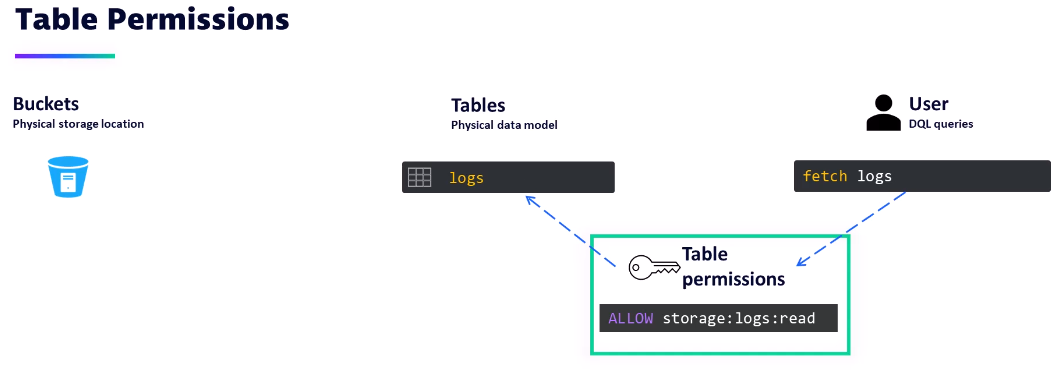 Table Permissions
Buckets
Physical storage location
Tables
Physical data model
User
DQL queries
logs
fetch logs
Table
permissions
ALLOW storage:logs:read